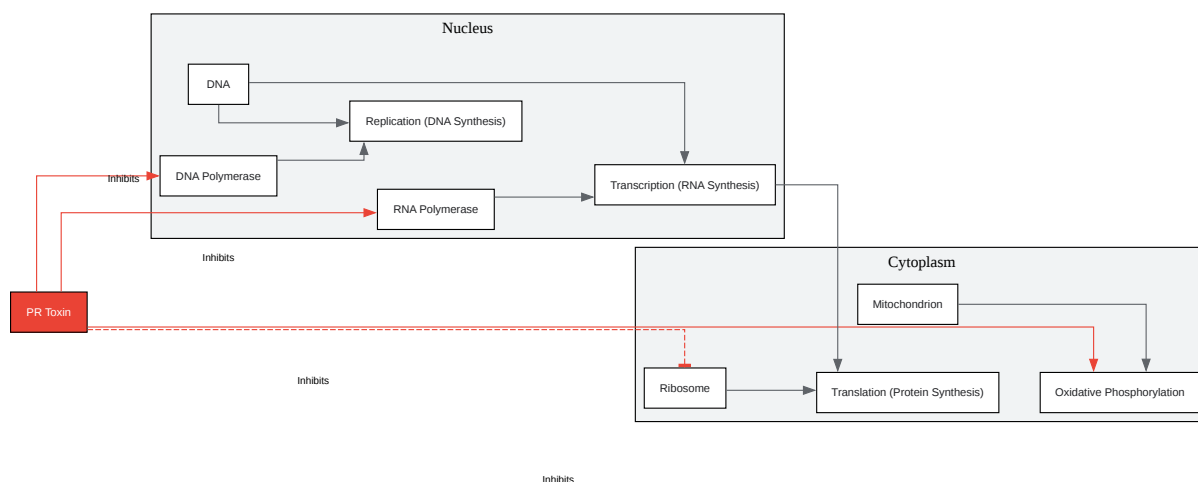 Nucleus
DNA
Replication (DNA Synthesis)
DNA Polymerase
Inhibits
Transcription (RNA Synthesis)
RNA Polymerase
Inhibits
Cytoplasm
Mitochondrion
PR Toxin
Inhibits
Ribosome
Translation (Protein Synthesis)
Oxidative Phosphorylation
Inhibits